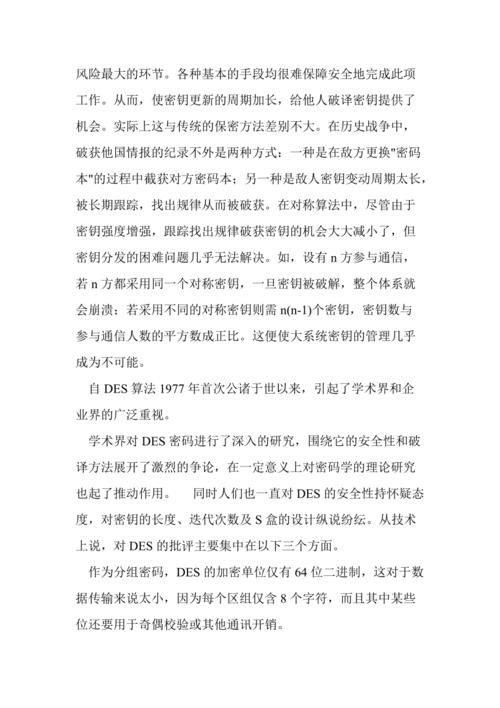 风险最大的环节。各种基本的手段均很难保障安全地完成此项
工作。从而，使密钥更新的周期加长，给他人破译密钥提供了
机会。实际上这与传统的保密方法差别不大。在历史战争中，
破获他国情报的纪录不外是两种方式：一种是在敌方更换"密码
本"的过程中截获对方密码本；另一种是敌人密钥变动周期太长，
被长期跟踪，找出规律从而被破获。在对称算法中，尽管由于
密钥强度增强，跟踪找出规律破获密钥的机会大大减小了，但
密钥分发的困难问题几乎无法解决。如，设有 n 方参与通信，
若 n 方都采用同一个对称密钥，一旦密钥被破解，整个体系就
会崩溃；若采用不同的对称密钥则需 n(n-1)个密钥，密钥数与
参与通信人数的平方数成正比。这便使大系统密钥的管理几乎
成为不可能。
自 DES 算法 1977 年首次公诸于世以来，引起了学术界和企
业界的广泛重视。
学术界对 DES 密码进行了深入的研究，围绕它的安全性和破
译方法展开了激烈的争论，在一定意义上对密码学的理论研究
也起了推动作用。 同时人们也一直对 DES 的安全性持怀疑态
度，对密钥的长度、迭代次数及 S 盒的设计纵说纷纭。从技术
上说，对 DES 的批评主要集中在以下三个方面。
作为分组密码，DES 的加密单位仅有 64 位二进制，这对于数
据传输来说太小，因为每个区组仅含 8 个字符，而且其中某些
位还要用于奇偶校验或其他通讯开销。